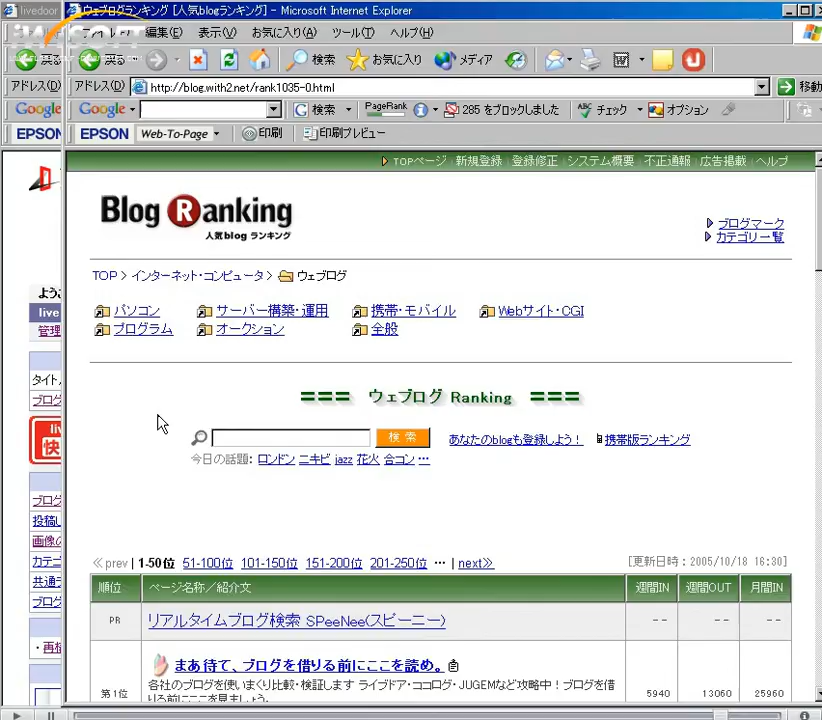 livedoor
ウェブログランキング [人気blogランキング] - Microsoft Internet Explorer
編集(E) 表示(V) お気に入り(A) ツール(T) ヘルプ(H)
検索 お気に入り メディア
アドレス(D) アドレス(D) http://blog.with2.net/rank1035-0.html 移動
Google Google 検索 PageRank 285 をブロックしました チェック オプション
EPSON EPSON Web-To-Page 印刷 印刷プレビュー
TOPページ 新規登録 登録修正 システム概要 不正通報 広告掲載 ヘルプ
Blog Ranking
人気blog ランキング
ブログマーク
カテゴリ一覧
TOP > インターネット・コンピュータ > ウェブログ
パソコン サーバー構築・運用 携帯・モバイル Webサイト・CGI
プログラム オークション 全般
=== ウェブログ Ranking ===
検 索 あなたのblogも登録しよう! 携帯版ランキング
今日の話題: ロンドン ニキビ jazz 花火 合コン …
≪prev | 1-50位 51-100位 101-150位 151-200位 201-250位 … | next≫ [更新日時:2005/10/18 16:30]
順位 ページ名称/紹介文 週間IN 週間OUT 月間IN
PR リアルタイムブログ検索 SPeeNee(スピーニー) -- -- --
まあ待て、ブログを借りる前にここを読め。
第1位 各社のブログを使いまくり比較・検証します ライブドア・ココログ・JUGEMなど攻略中!ブログを借りる前にここを見ましょう。 5940 13060 25960